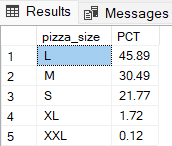 Results Messages
pizza_size PCT
1 L 45.89
2 M 30.49
3 S 21.77
4 XL 1.72
5 XXL 0.12